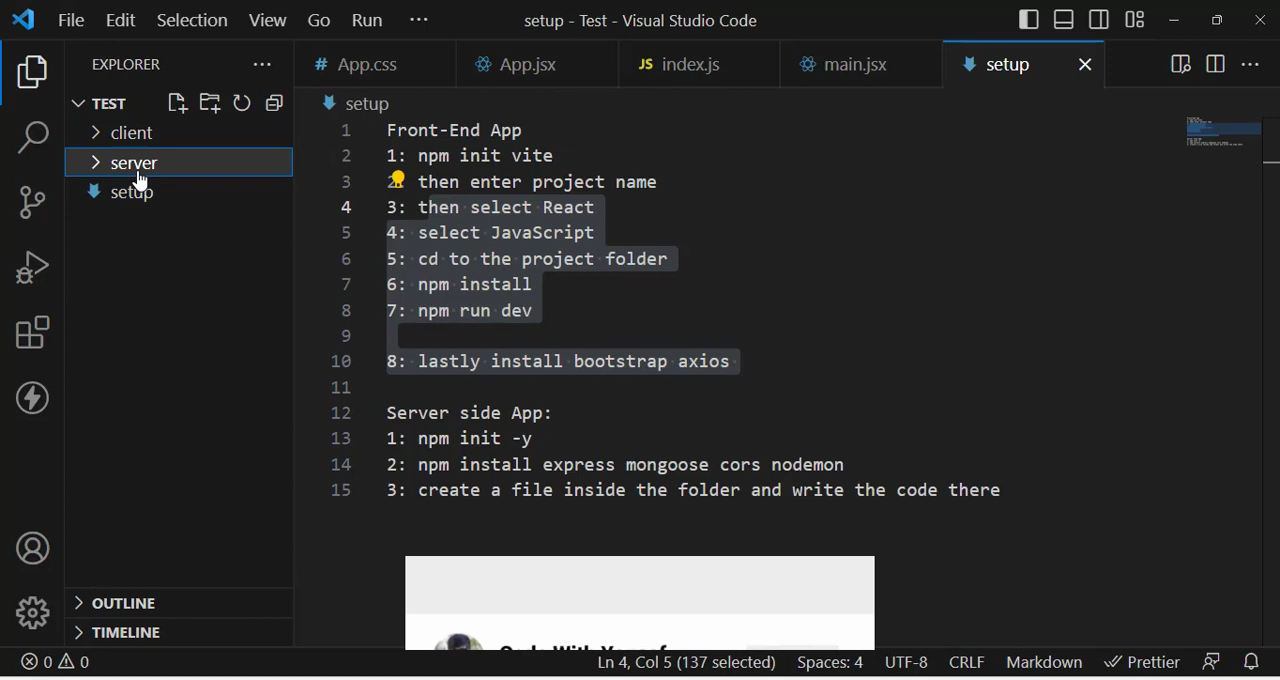 File Edit Selection View Go Run ··· setup - Test - Visual Studio Code
EXPLORER ···
# App.css App.jsx JS index.js main.jsx setup
TEST
client
server
setup
OUTLINE
TIMELINE
setup
1 Front-End App
2 1: npm init vite
3 then enter project name
4 3: then select React
5 4: select JavaScript
6 5: cd to the project folder
7 6: npm install
8 7: npm run dev
9
10 8: lastly install bootstrap axios
11
12 Server side App:
13 1: npm init -y
14 2: npm install express mongoose cors nodemon
15 3: create a file inside the folder and write the code there
0 0 Ln 4, Col 5 (137 selected) Spaces: 4 UTF-8 CRLF Markdown Prettier